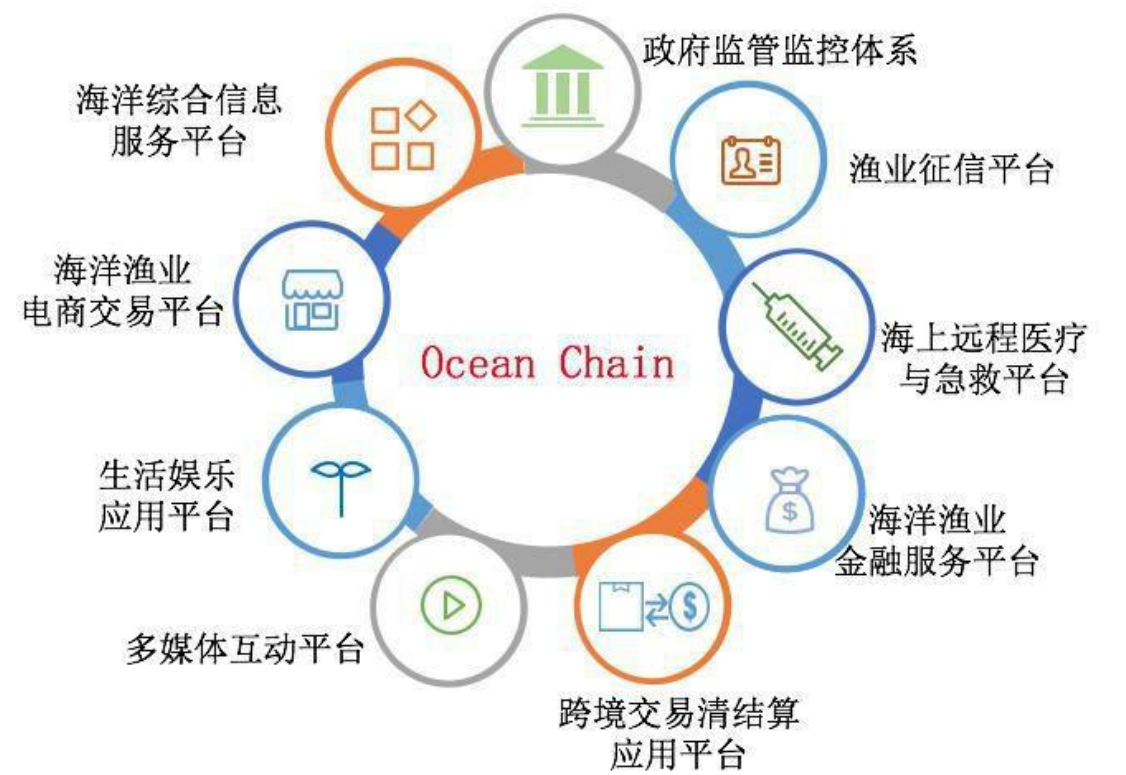 政府监管监控体系
海洋综合信息
服务平台
渔业征信平台
海洋渔业
电商交易平台
海上远程医疗
与急救平台
Ocean Chain
生活娱乐
应用平台
海洋渔业
金融服务平台
多媒体互动平台
跨境交易清结算
应用平台